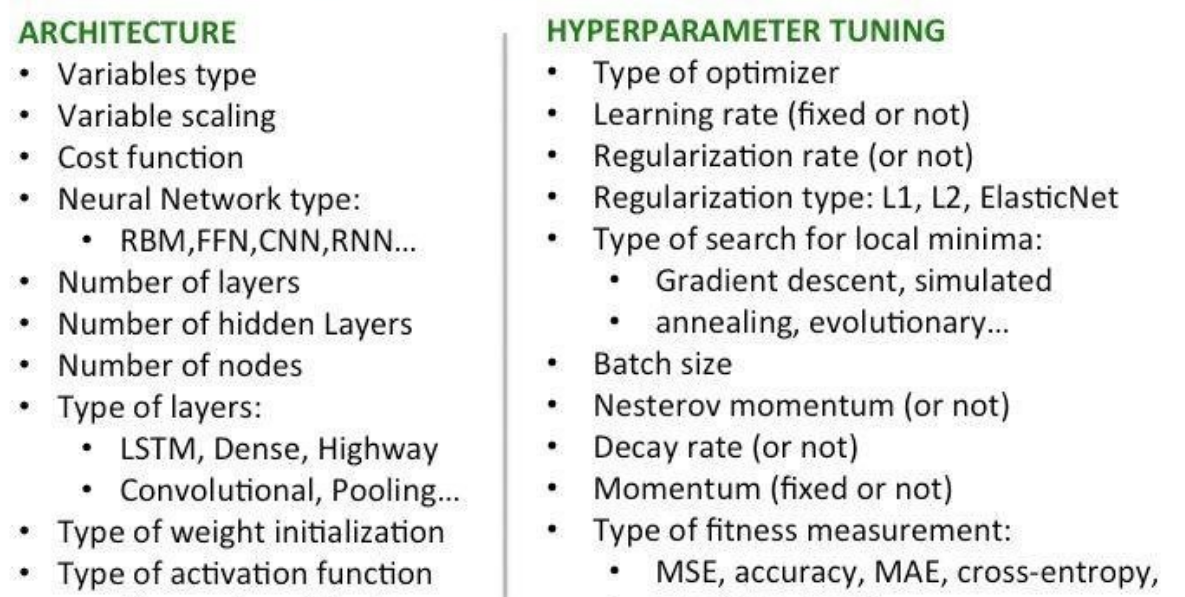 ARCHITECTURE
• Variables type
• Variable scaling
• Cost function
• Neural Network type:
• RBM,FFN,CNN,RNN...
• Number of layers
• Number of hidden Layers
• Number of nodes
• Type of layers:
• LSTM, Dense, Highway
• Convolutional, Pooling...
• Type of weight initialization
• Type of activation function
HYPERPARAMETER TUNING
• Type of optimizer
• Learning rate (fixed or not)
• Regularization rate (or not)
• Regularization type: L1, L2, ElasticNet
• Type of search for local minima:
• Gradient descent, simulated
• annealing, evolutionary...
• Batch size
• Nesterov momentum (or not)
• Decay rate (or not)
• Momentum (fixed or not)
• Type of fitness measurement:
• MSE, accuracy, MAE, cross-entropy,